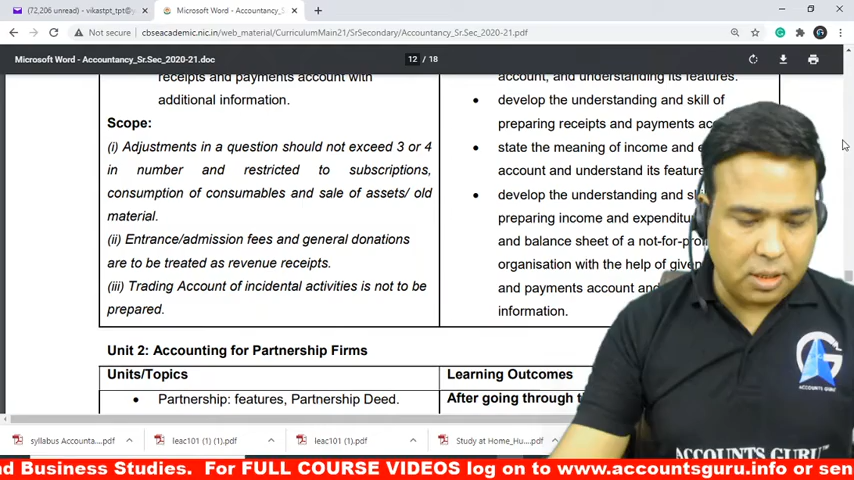 (72,206 unread) - vikastpt_tpt@y
Microsoft Word - Accountancy_Sr
Not secure
cbseacademic.nic.in/web_material/CurriculumMain21/SrSecondary/Accountancy_Sr.Sec_2020-21.pdf
Microsoft Word - Accountancy_Sr.Sec_2020-21.doc
12 / 18
receipts and payments account with
additional information.
Scope:
(i) Adjustments in a question should not exceed 3 or 4
in number and restricted to subscriptions,
consumption of consumables and sale of assets/ old
material.
(ii) Entrance/admission fees and general donations
are to be treated as revenue receipts.
(iii) Trading Account of incidental activities is not to be
prepared.
account, and understanding its features.
• develop the understanding and skill of
preparing receipts and payments
• state the meaning of income and
account and understand its
• develop the understanding and
preparing income and
and balance sheet of a
organisation with the help of
and payments account and
information.
Unit 2: Accounting for Partnership Firms
Units/Topics
Learning Outcomes
• Partnership: features, Partnership Deed.
After going through
syllabus Accounta....pdf
leac101 (1) (1).pdf
leac101 (1).pdf
Study at Home_Hu....pdf
ACCOUNTS GURU
ACCOUNTS GURU
nd Business Studies. For FULL COURSE VIDEOS log on to www.accountsguru.info or sen